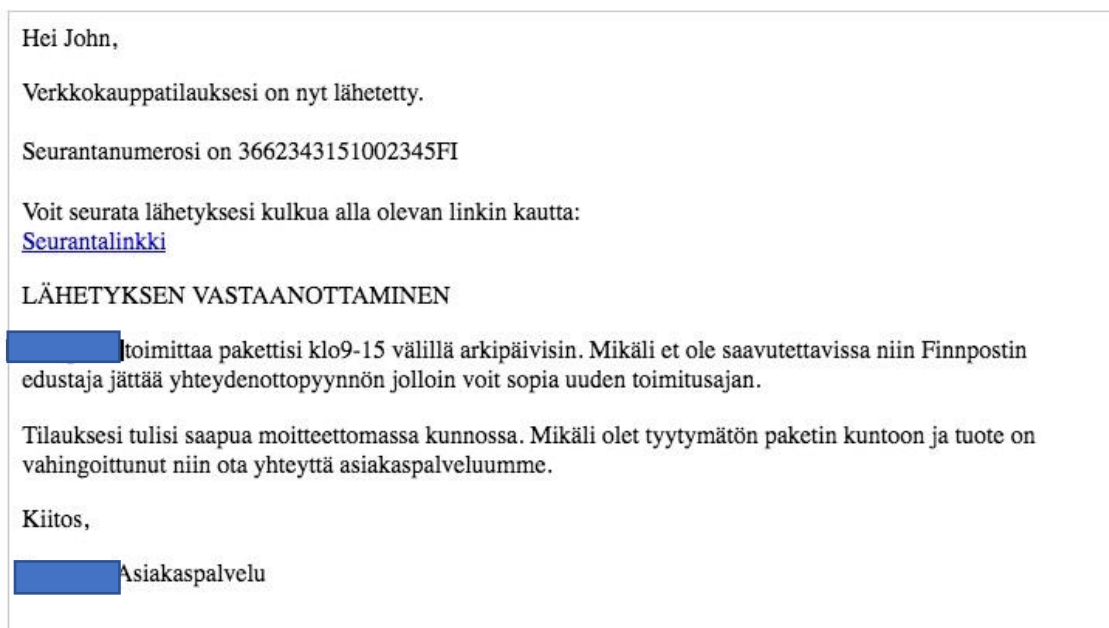 Hei John,
Verkkokauppatilauksesi on nyt lähetetty.
Seurantanumerosi on 3662343151002345FI
Voit seurata lähetyksesi kulkua alla olevan linkin kautta:
Seurantalinkki
LÄHETYKSEN VASTAANOTTAMINEN
toimittaa pakettisi klo9-15 välillä arkipäivisin. Mikäli et ole saavutettavissa niin Finnpostin
edustaja jättää yhteydenottopyynnön jolloin voit sopia uuden toimitusajan.
Tilauksesi tulisi saapua moitteettomassa kunnossa. Mikäli olet tyytymätön paketin kuntoon ja tuote on
vahingoittunut niin ota yhteyttä asiakaspalveluumme.
Kiitos,
Asiakaspalvelu